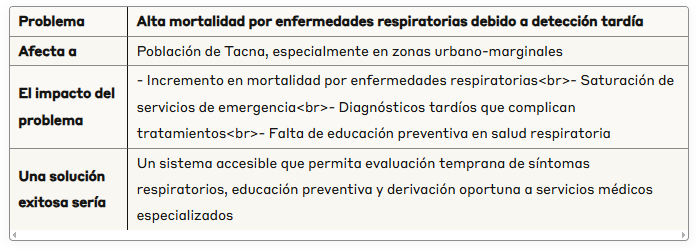 Problema Alta mortalidad por enfermedades respiratorias debido a detección tardía
Afecta a Población de Tacna, especialmente en zonas urbano-marginales
El impacto del problema
- Incremento en mortalidad por enfermedades respiratorias<br>- Saturación de
servicios de emergencia<br>- Diagnósticos tardíos que complican
tratamientos<br>- Falta de educación preventiva en salud respiratoria
Una solución exitosa sería
Un sistema accesible que permita evaluación temprana de síntomas
respiratorios, educación preventiva y derivación oportuna a servicios médicos
especializados